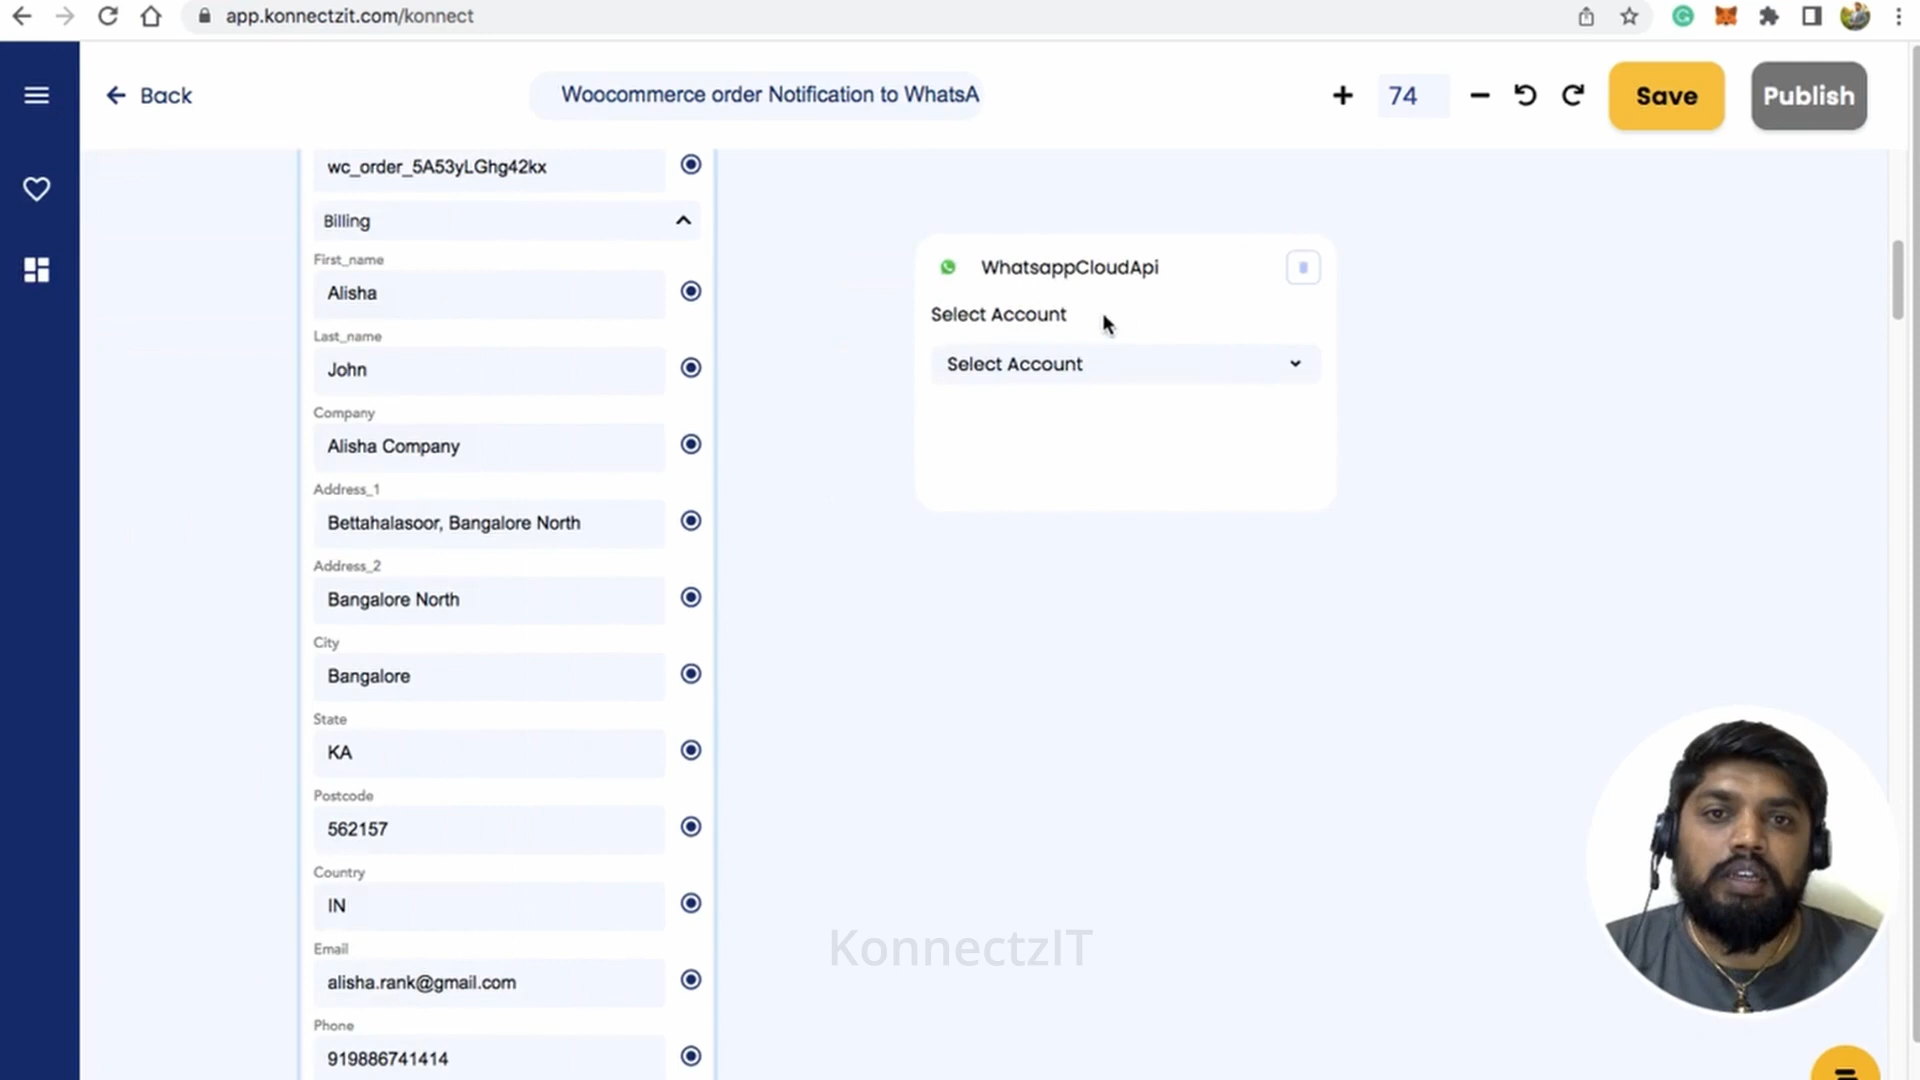 app.konnectzit.com/konnect
Back
Woocommerce order Notification to WhatsA
74
Save
Publish
wc_order_5A53yLGhg42kx
Billing
First_name
Alisha
Last_name
John
Company
Alisha Company
Address_1
Bettahalasoor, Bangalore North
Address_2
Bangalore North
City
Bangalore
State
KA
Postcode
562157
Country
IN
Email
alisha.rank@gmail.com
Phone
919886741414
WhatsappCloudApi
Select Account
Select Account
KonnectzIT